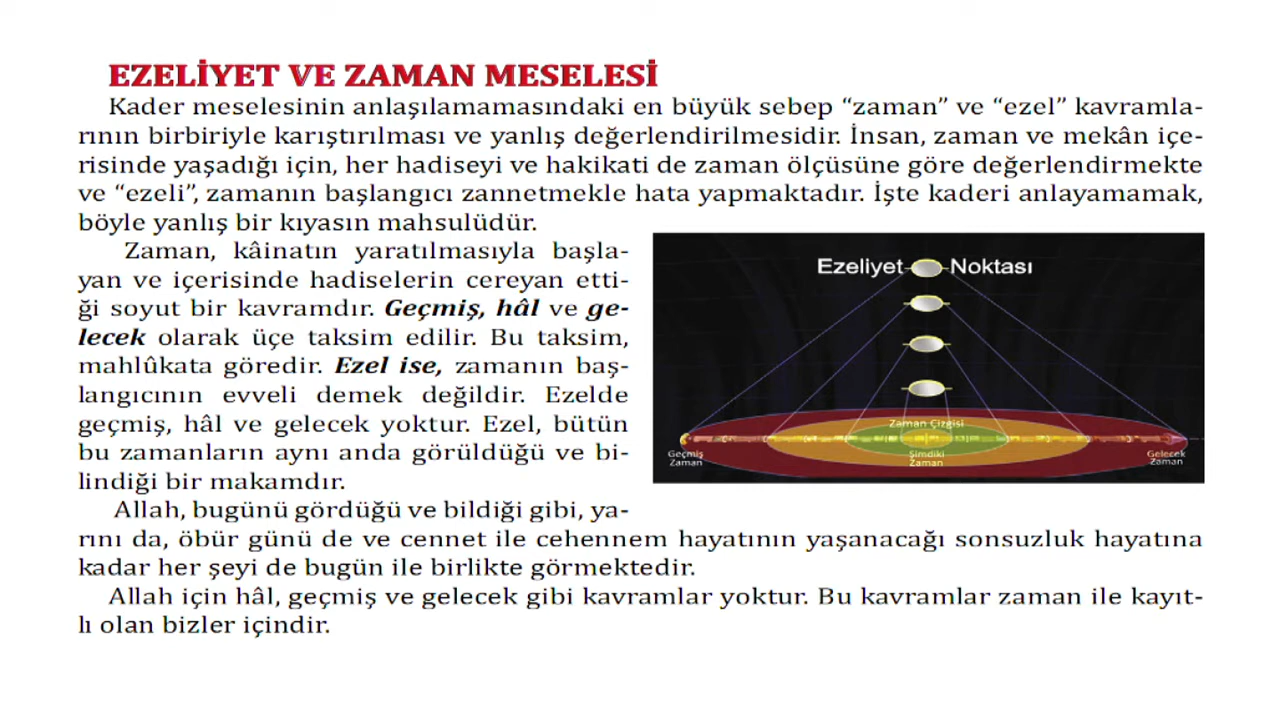 EZELİYET VE ZAMAN MESELESİ
Kader meselesinin anlaşılamamasındaki en büyük sebep “zaman” ve “ezel” kavramla-
rının birbiriyle karıştırılması ve yanlış değerlendirilmesidir. İnsan, zaman ve mekân içe-
risinde yaşadığı için, her hadiseyi ve hakikati de zaman ölçüsüne göre değerlendirmekte
ve “ezeli”, zamanın başlangıcı zannetmekle hata yapmaktadır. İşte kaderi anlayamamak,
böyle yanlış bir kıyasın mahsulüdür.
Zaman, kâinatın yaratılmasıyla başla-
yan ve içerisinde hadiselerin cereyan etti-
ği soyut bir kavramdır. Geçmiş, hâl ve ge-
lecek olarak üçe taksim edilir. Bu taksim,
mahlûkata göredir. Ezel ise, zamanın baş-
langıcının evveli demek değildir. Ezelde
geçmiş, hâl ve gelecek yoktur. Ezel, bütün
bu zamanların aynı anda görüldüğü ve bi-
lindiği bir makamdır.
Ezeliyet Noktası
Zaman Çizgisi
Geçmiş
Zaman
Şimdiki
Zaman
Gelecek
Zaman
Allah, bugünü gördüğü ve bildiği gibi, ya-
rını da, öbür günü de ve cennet ile cehennem hayatının yaşanacağı sonsuzluk hayatına
kadar her şeyi de bugün ile birlikte görmektedir.
Allah için hâl, geçmiş ve gelecek gibi kavramlar yoktur. Bu kavramlar zaman ile kayıt-
lı olan bizler içindir.